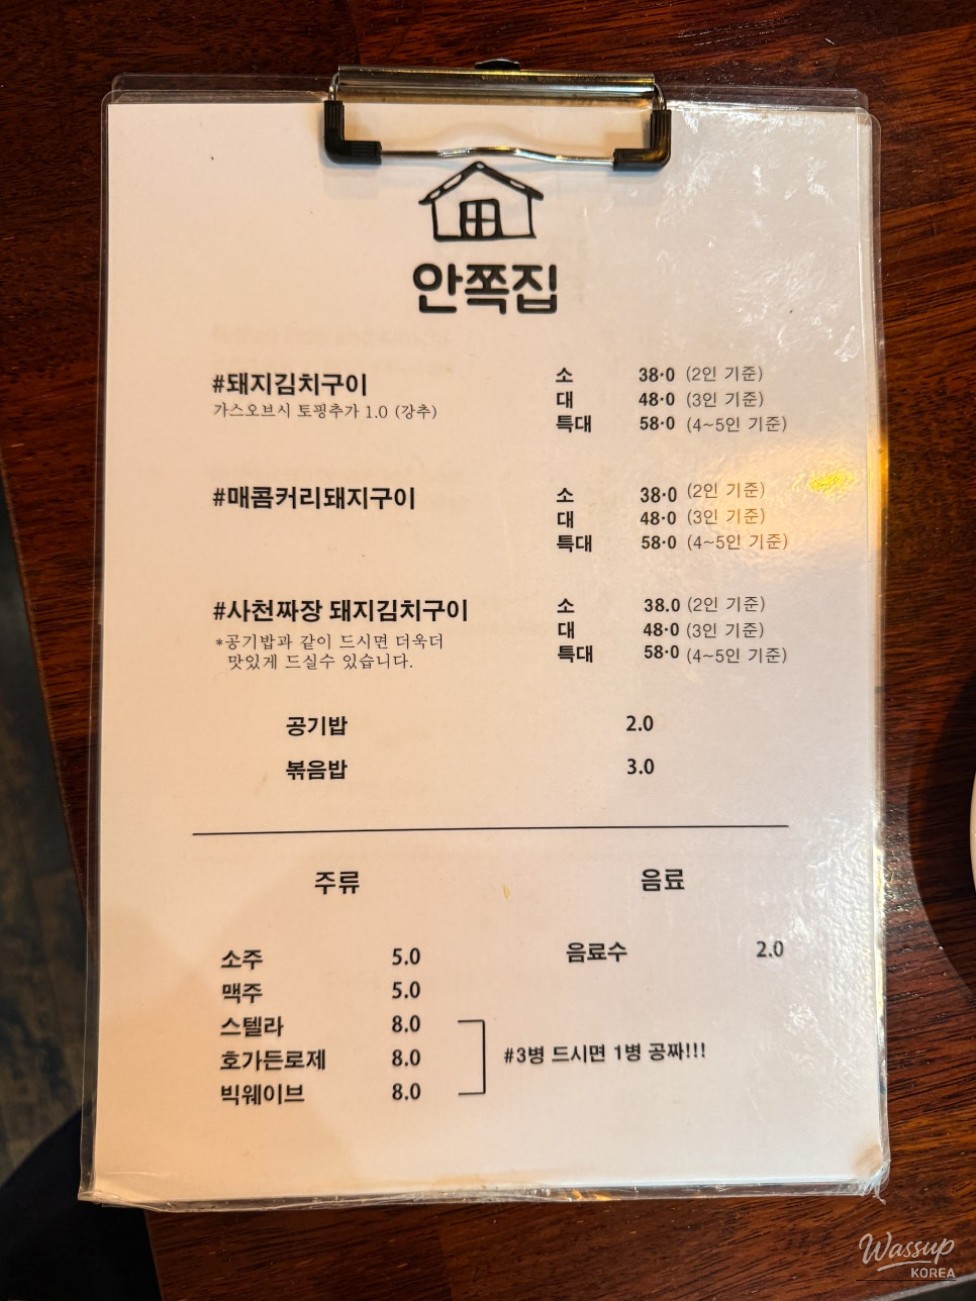 안쪽집
#돼지김치구이 소 38·0 (2인 기준)
가스오브시 토핑추가 1.0 (강추) 대 48·0 (3인 기준)
특대 58·0 (4~5인 기준)
#매콤커리돼지구이 소 38·0 (2인 기준)
대 48·0 (3인 기준)
특대 58·0 (4~5인 기준)
#사천짜장 돼지김치구이 소 38.0 (2인 기준)
*공기밥과 같이 드시면 더욱더 대 48·0 (3인 기준)
맛있게 드실수 있습니다. 특대 58·0 (4~5인 기준)
공기밥 2.0
볶음밥 3.0
주류 음료
소주 5.0 음료수 2.0
맥주 5.0
스텔라 8.0
호가든로제 8.0 #3병 드시면 1병 공짜!!!
빅웨이브 8.0
Wassup
KOREA